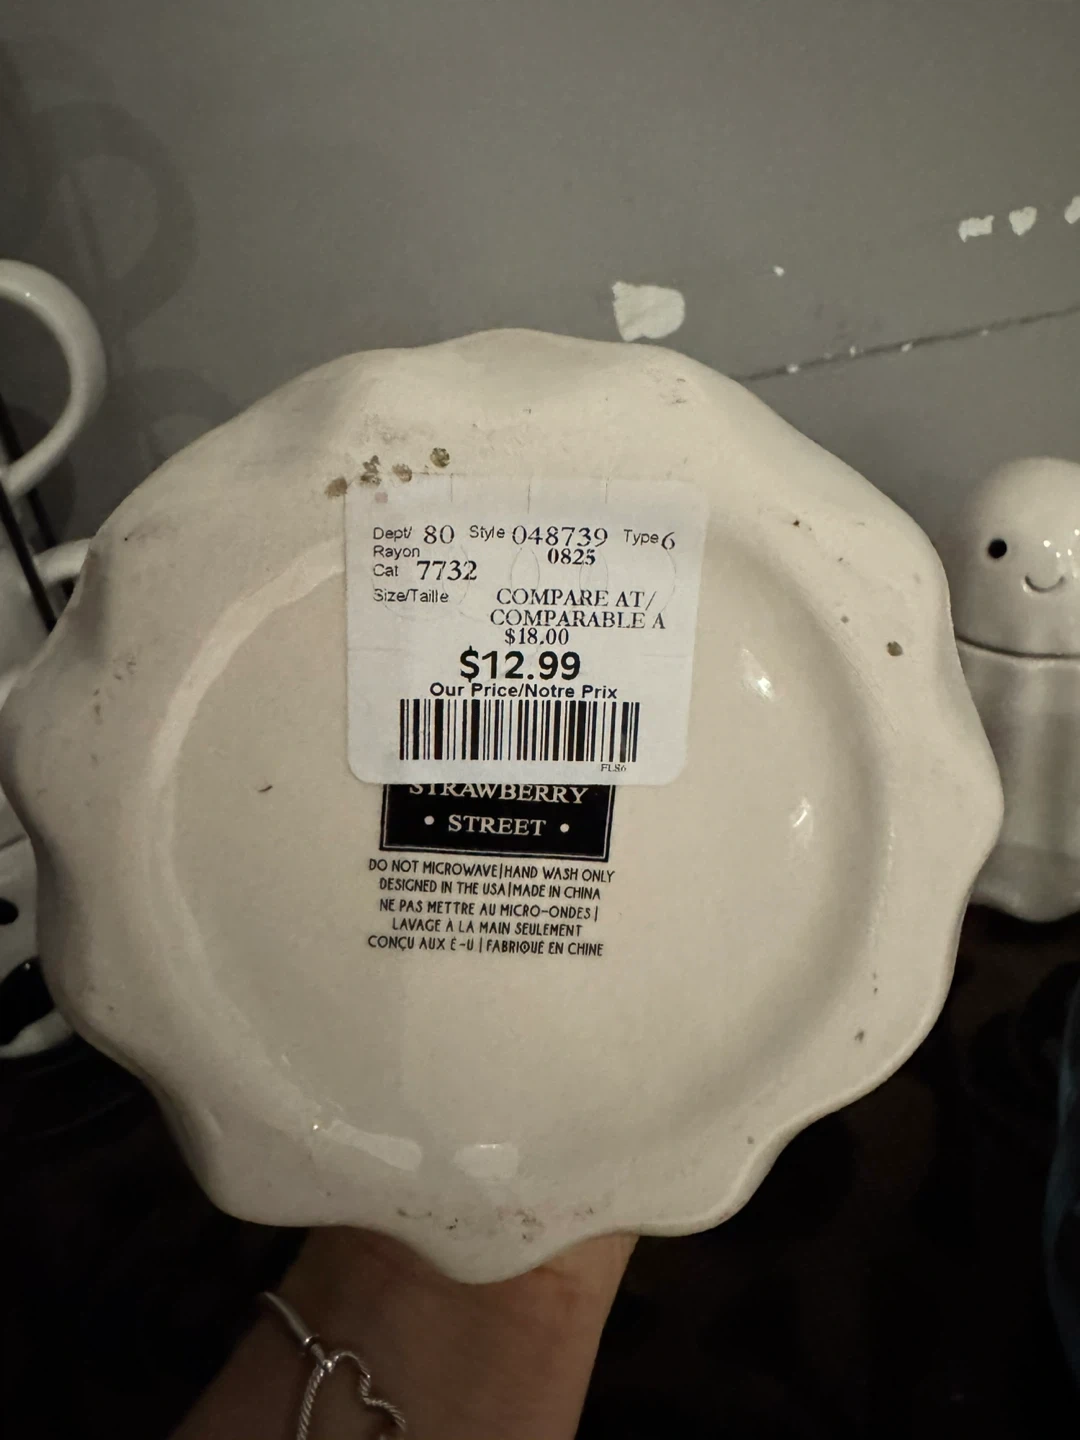 Dept/ 80 Style 048739 Type 6
Rayon 0825
Cat 7732
Size/Taille COMPARE AT/
COMPARABLE A
$18.00
$12.99
Our Price/Notre Prix
FLS6
STRAWBERRY
• STREET •
DO NOT MICROWAVE|HAND WASH ONLY
DESIGNED IN THE USA|MADE IN CHINA
NE PAS METTRE AU MICRO-ONDES|
LAVAGE À LA MAIN SEULEMENT
CONÇU AUX É-U | FABRIQUÉ EN CHINE